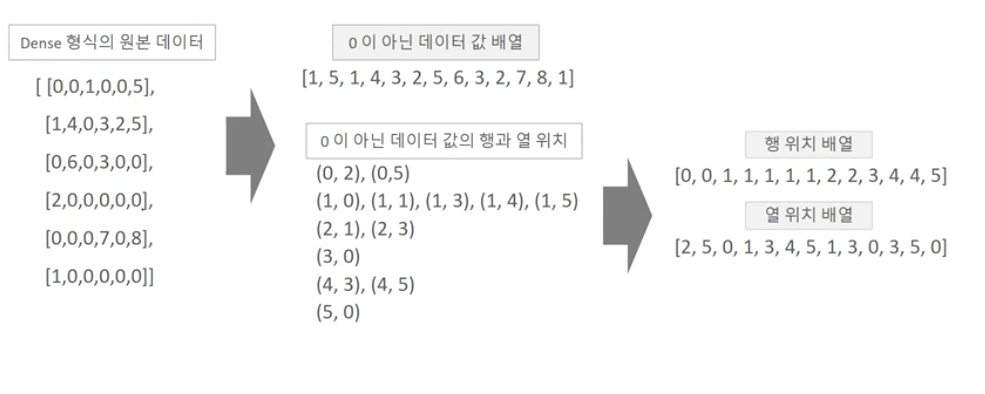 Dense 형식의 원본 데이터
[ [0,0,1,0,0,5],
[1,4,0,3,2,5],
[0,6,0,3,0,0],
[2,0,0,0,0,0],
[0,0,0,7,0,8],
[1,0,0,0,0,0]]
0 이 아닌 데이터 값 배열
[1, 5, 1, 4, 3, 2, 5, 6, 3, 2, 7, 8, 1]
0 이 아닌 데이터 값의 행과 열 위치
(0, 2), (0,5)
(1, 0), (1, 1), (1, 3), (1, 4), (1, 5)
(2, 1), (2, 3)
(3, 0)
(4, 3), (4, 5)
(5, 0)
행 위치 배열
[0, 0, 1, 1, 1, 1, 1, 2, 2, 3, 4, 4, 5]
열 위치 배열
[2, 5, 0, 1, 3, 4, 5, 1, 3, 0, 3, 5, 0]